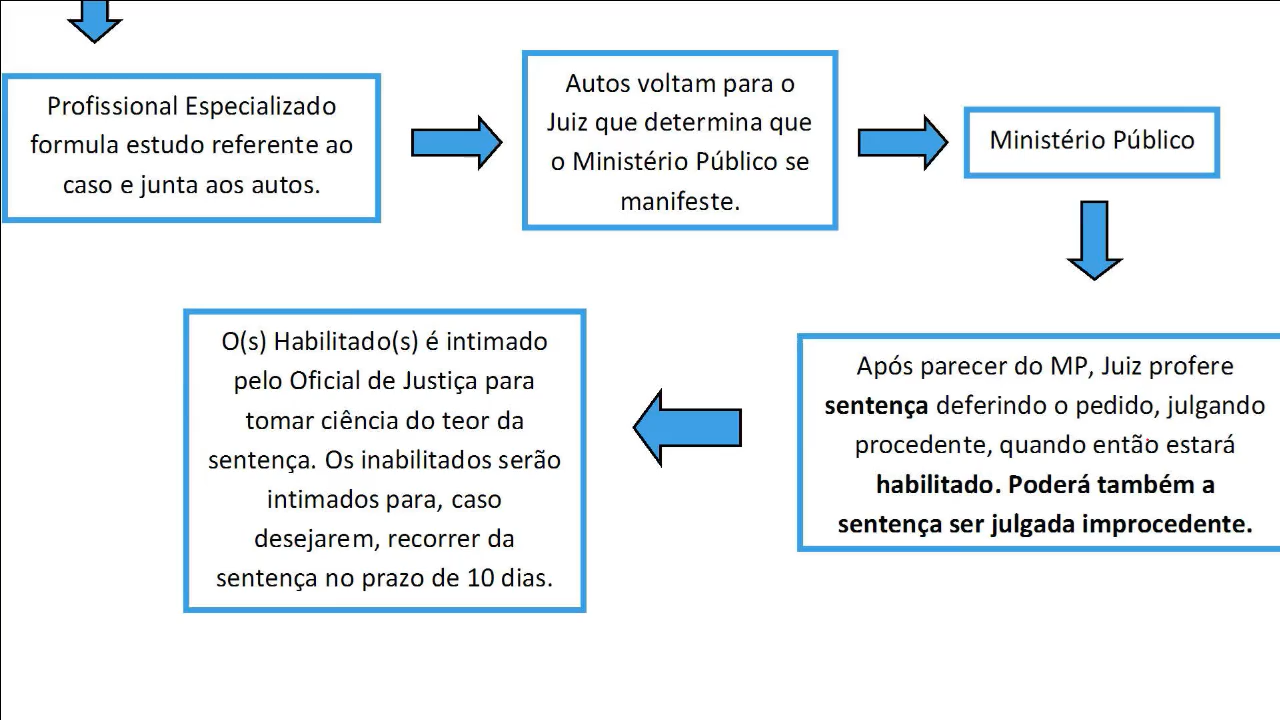 Profissional Especializado
formula estudo referente ao
caso e junta aos autos.
Autos voltam para o
Juiz que determina que
o Ministério Público se
manifeste.
Ministério Público
Após parecer do MP, Juiz profere
sentença deferindo o pedido, julgando
procedente, quando então estará
habilitado. Poderá também a
sentença ser julgada improcedente.
O(s) Habilitado(s) é intimado
pelo Oficial de Justiça para
tomar ciência do teor da
sentença. Os inabilitados serão
intimados para, caso
desejarem, recorrer da
sentença no prazo de 10 dias.